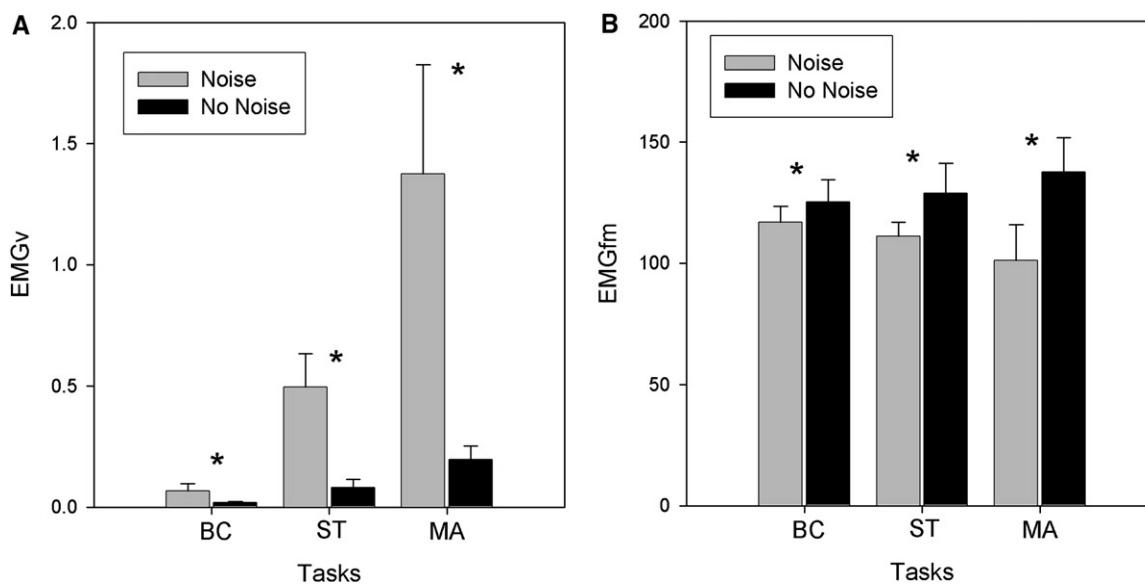 A
2.0
Noise
No Noise
*
1.5
EMGv
1.0
0.5
*
*
0.0
BC ST MA
Tasks
B
200
Noise
No Noise
150
*
*
*
EMGfm
100
50
0
BC ST MA
Tasks